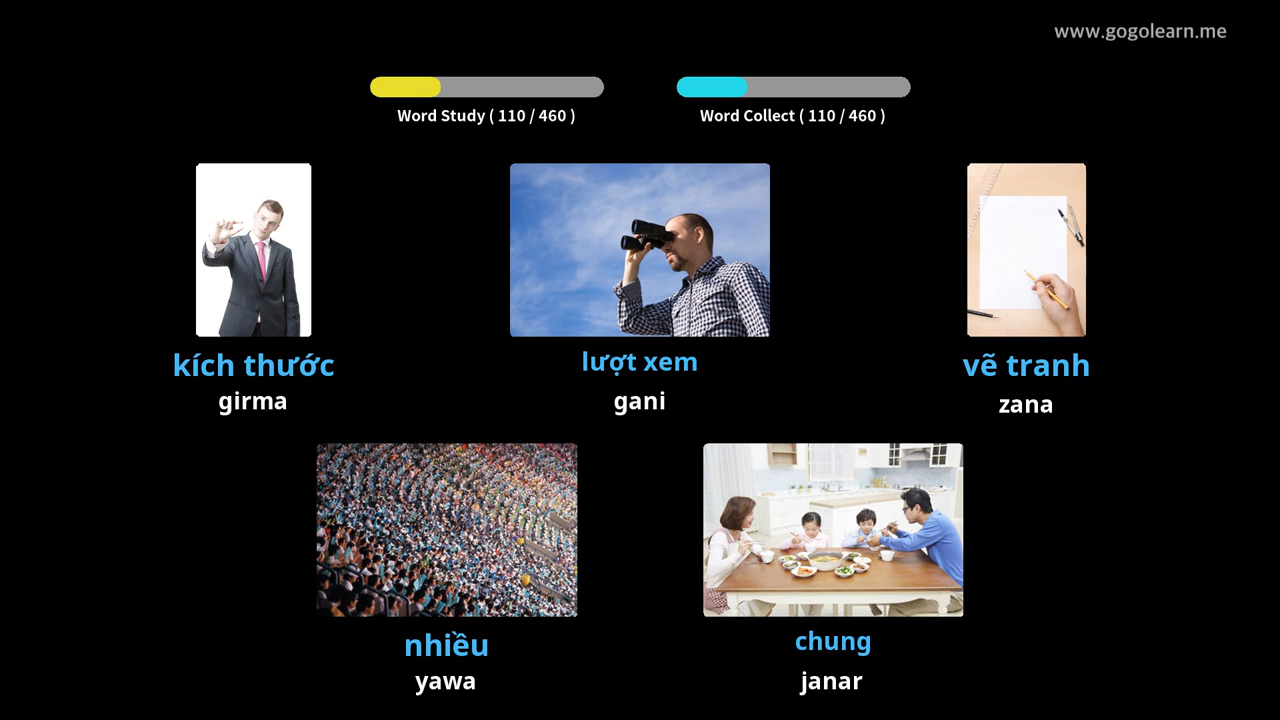 www.gogolearn.me
Word Study ( 110 / 460 )
Word Collect ( 110 / 460 )
kích thước
girma
lượt xem
gani
vẽ tranh
zana
nhiều
yawa
chung
janar